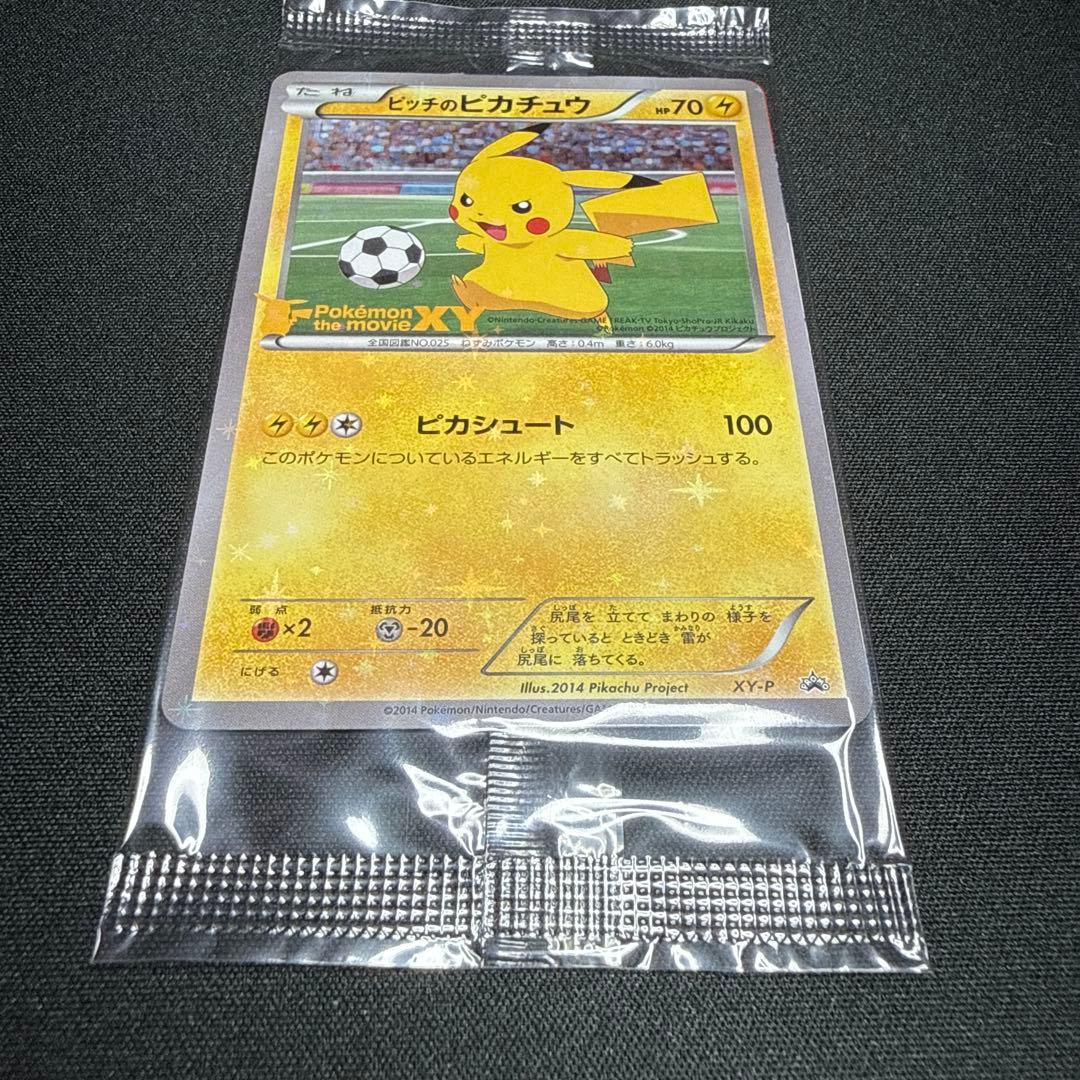 たね ピッチのピカチュウ HP70
Pokémon
the movie XY
©Nintendo·Creatures·GAME FREAK·TV Tokyo·ShoPro·JR Kikaku
©Pokémon ©2014 ピカチュウプロジェクト
全国図鑑NO.025 ねずみポケモン 高さ:0.4m 重さ:6.0kg
ピカシュート 100
このポケモンについているエネルギーをすべてトラッシュする。
弱点 抵抗力
×2 -20
にげる
尻尾を 立てて まわりの 様子を
探っていると ときどき 雷が
尻尾に 落ちてくる。
Illus.2014 Pikachu Project XY-P PROMO
©2014 Pokémon/Nintendo/Creatures/GA